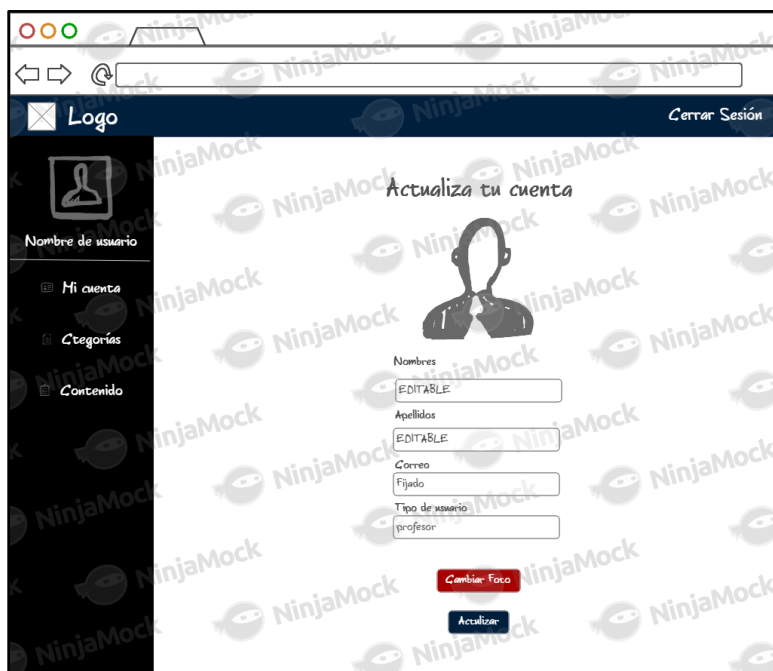 Logo
Cerrar Sesión
Nombre de usuario
Mi cuenta
Ctegorías
Contenido
Actualiza tu cuenta
Nombres
EDITABLE
Apellidos
EDITABLE
Correo
Fijado
Tipo de usuario
profesor
Cambiar Foto
Actulizar
NinjaMock